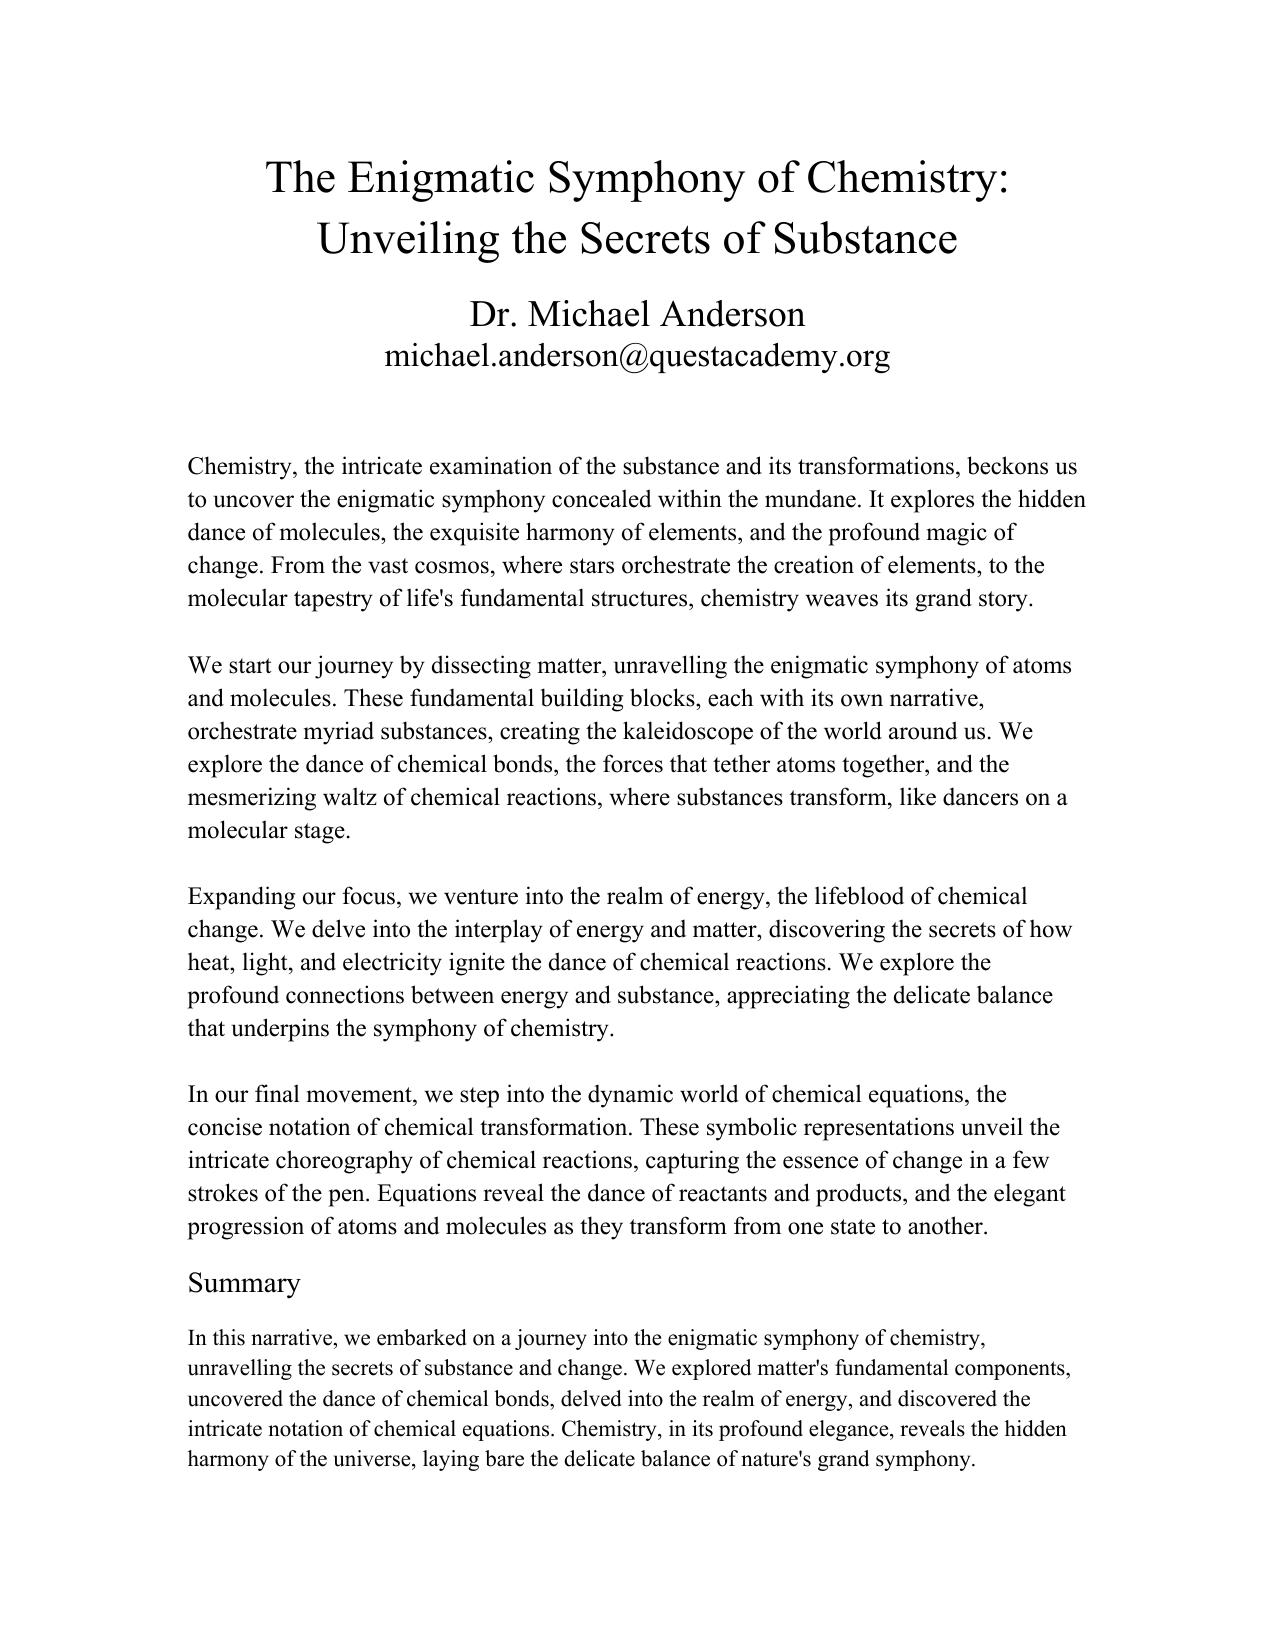 The Enigmatic Symphony of Chemistry:
Unveiling the Secrets of Substance
Dr. Michael Anderson
michael.anderson@questacademy.org
Chemistry, the intricate examination of the substance and its transformations, beckons us
to uncover the enigmatic symphony concealed within the mundane. It explores the hidden
dance of molecules, the exquisite harmony of elements, and the profound magic of
change. From the vast cosmos, where stars orchestrate the creation of elements, to the
molecular tapestry of life's fundamental structures, chemistry weaves its grand story.
We start our journey by dissecting matter, unravelling the enigmatic symphony of atoms
and molecules. These fundamental building blocks, each with its own narrative,
orchestrate myriad substances, creating the kaleidoscope of the world around us. We
explore the dance of chemical bonds, the forces that tether atoms together, and the
mesmerizing waltz of chemical reactions, where substances transform, like dancers on a
molecular stage.
Expanding our focus, we venture into the realm of energy, the lifeblood of chemical
change. We delve into the interplay of energy and matter, discovering the secrets of how
heat, light, and electricity ignite the dance of chemical reactions. We explore the
profound connections between energy and substance, appreciating the delicate balance
that underpins the symphony of chemistry.
In our final movement, we step into the dynamic world of chemical equations, the
concise notation of chemical transformation. These symbolic representations unveil the
intricate choreography of chemical reactions, capturing the essence of change in a few
strokes of the pen. Equations reveal the dance of reactants and products, and the elegant
progression of atoms and molecules as they transform from one state to another.
Summary
In this narrative, we embarked on a journey into the enigmatic symphony of chemistry,
unravelling the secrets of substance and change. We explored matter's fundamental components,
uncovered the dance of chemical bonds, delved into the realm of energy, and discovered the
intricate notation of chemical equations. Chemistry, in its profound elegance, reveals the hidden
harmony of the universe, laying bare the delicate balance of nature's grand symphony.